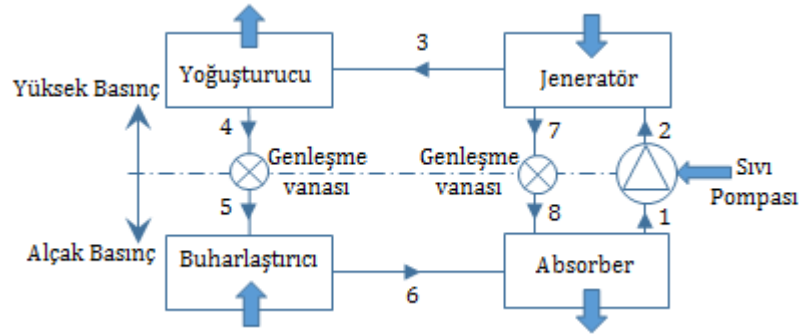 3
Yoğuşturucu
Jeneratör
Yüksek Basınç
4
7
2
Genleşme
vanası
Genleşme
vanası
Sıvı
Pompası
5
8
1
Alçak Basınç
Buharlaştırıcı
Absorber
6